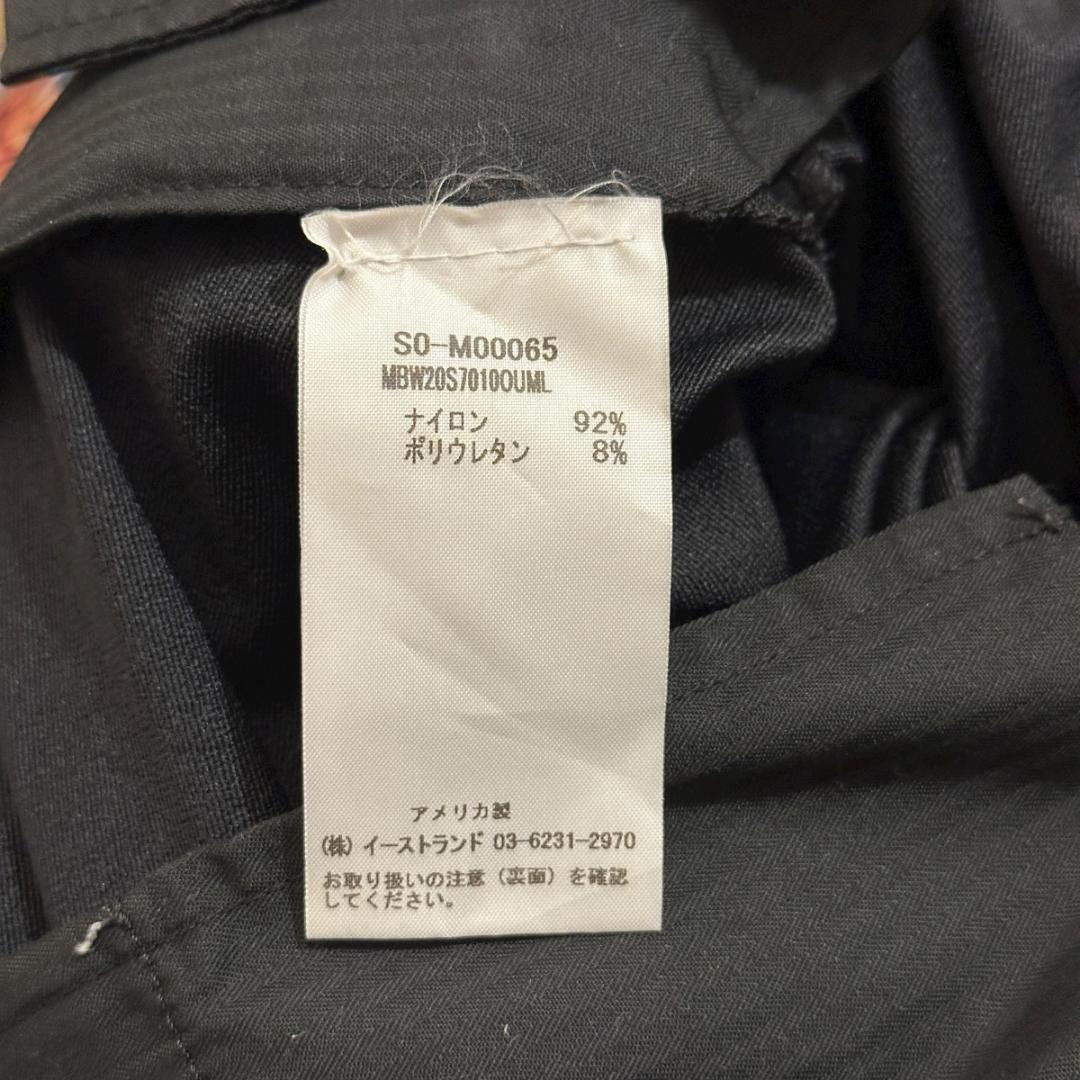 S0-M00065
MBW20S70100UML
ナイロン 92%
ポリウレタン 8%
アメリカ製
(株) イーストランド 03-6231-2970
お取り扱いの注意（裏面）を確認
してください。